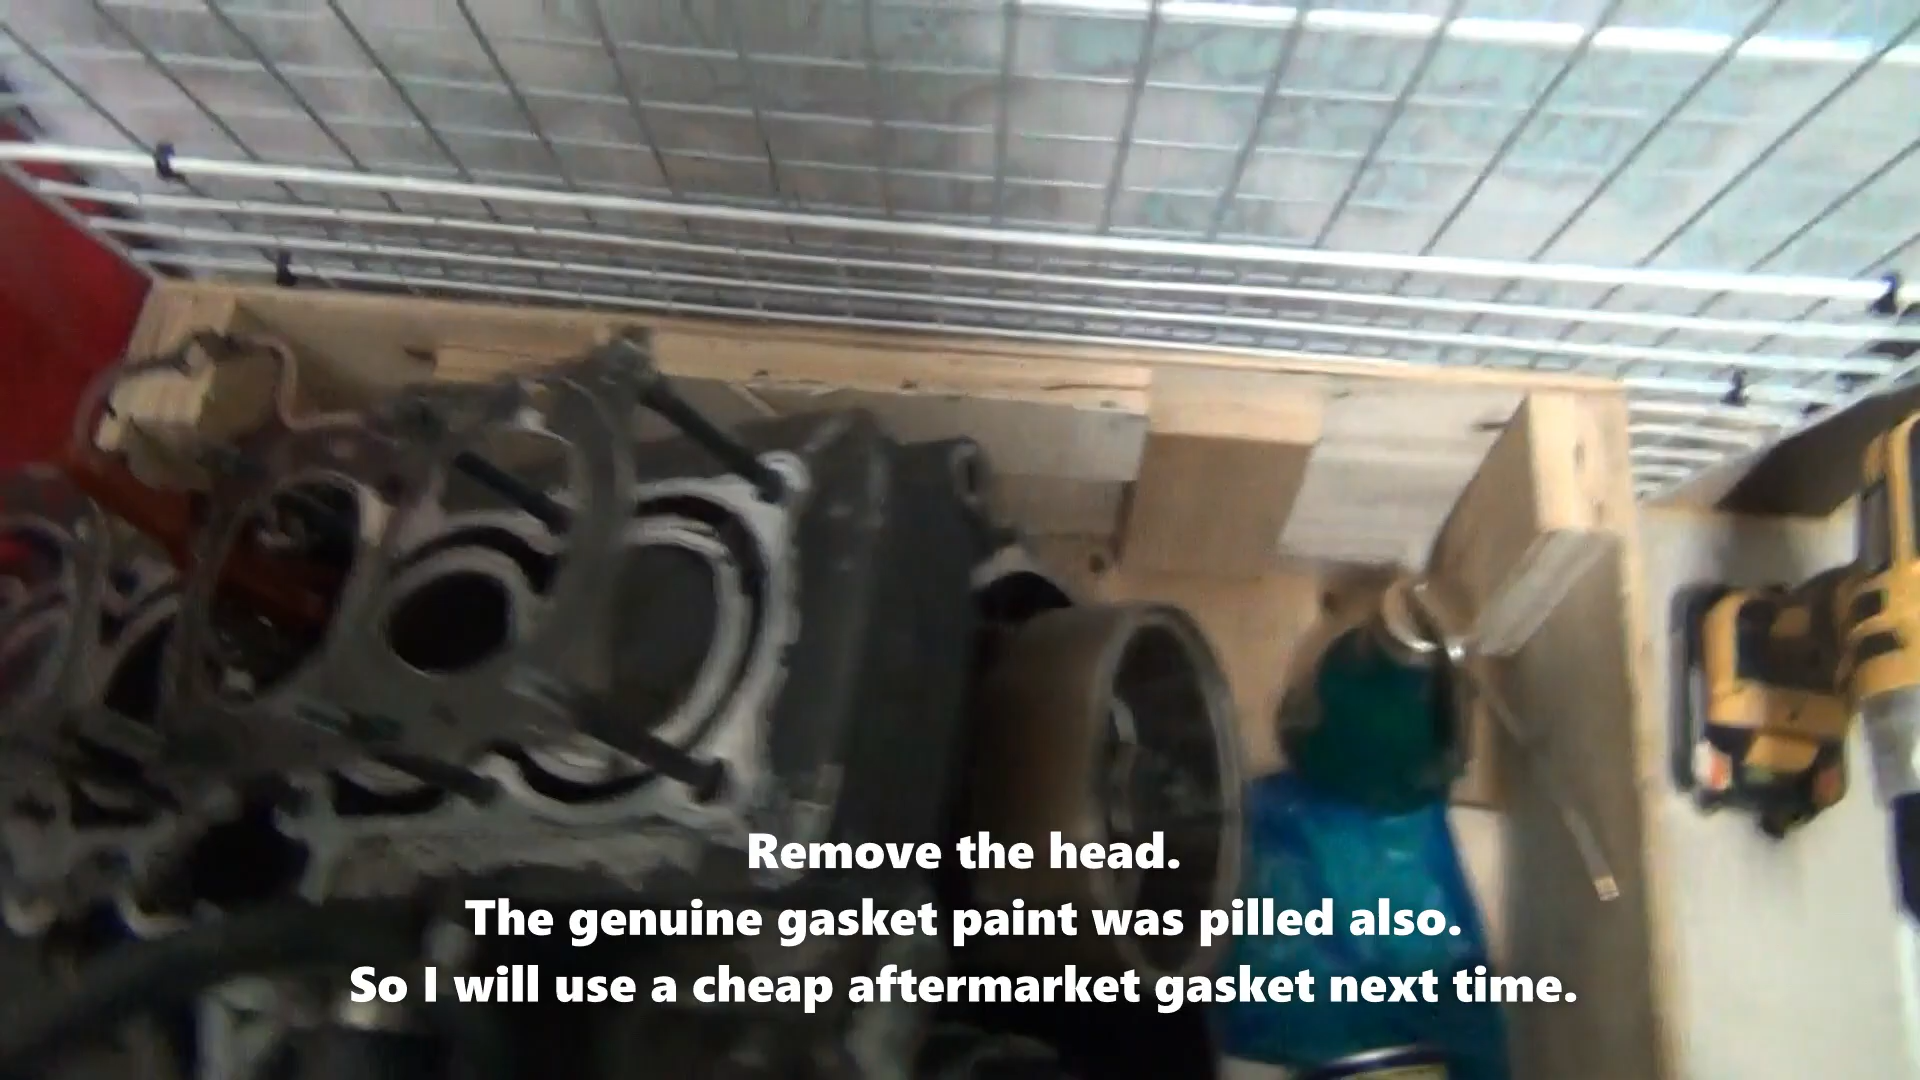 Remove the head.
The genuine gasket paint was pilled also.
So I will use a cheap aftermarket gasket next time.